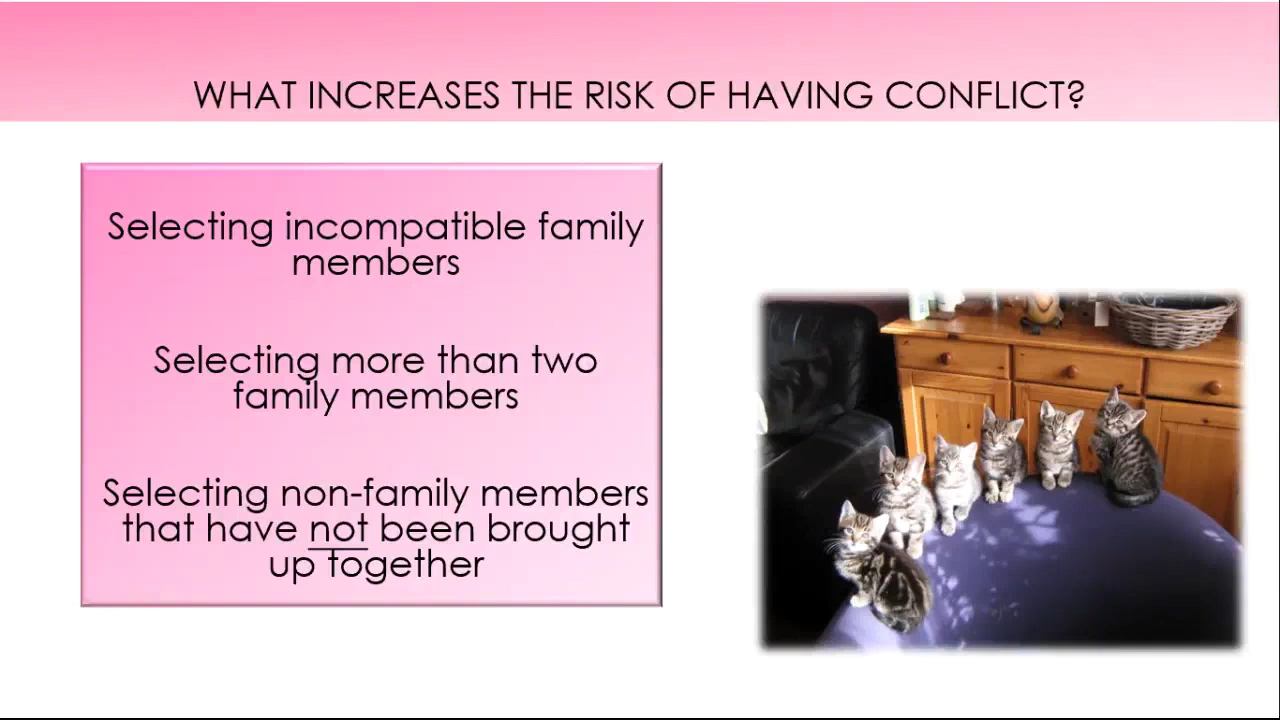 WHAT INCREASES THE RISK OF HAVING CONFLICT?
Selecting incompatible family
members
Selecting more than two
family members
Selecting non-family members
that have not been brought
up together